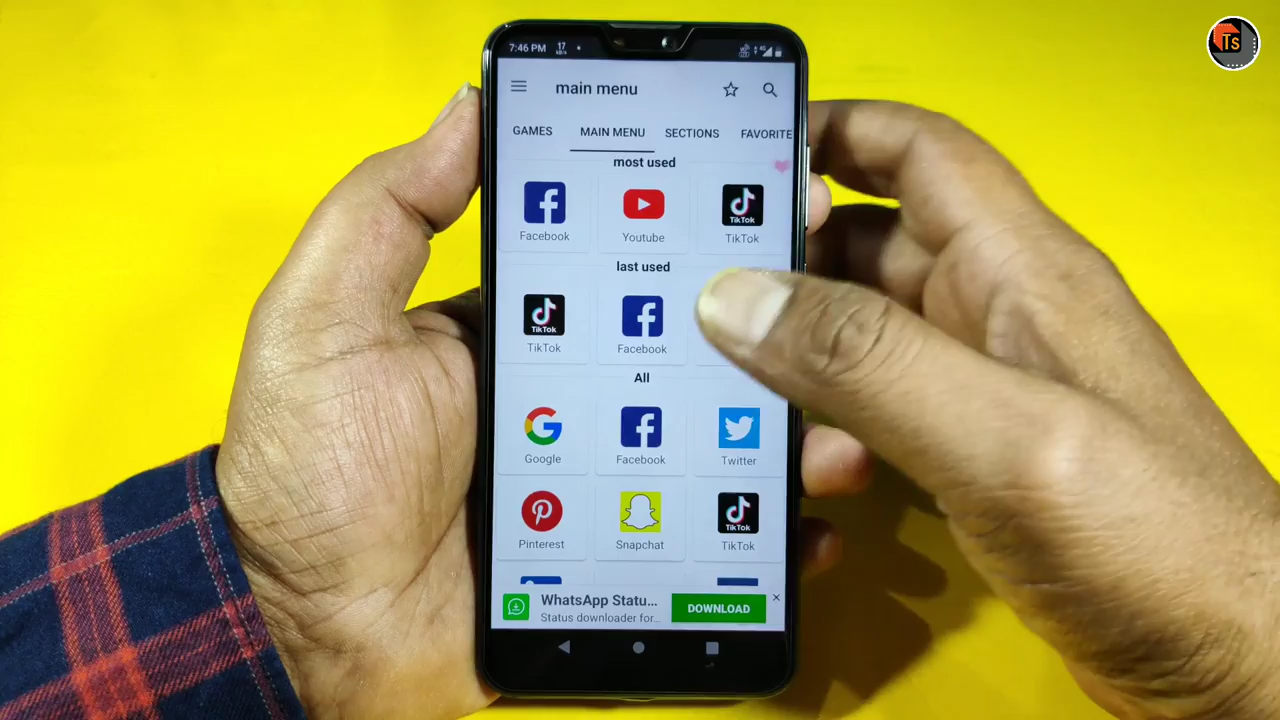 Ts
7:46 PM 17
main menu
GAMES MAIN MENU SECTIONS FAVORITE
most used
TikTok
Facebook Youtube TikTok
last used
TikTok
TikTok Facebook
All
Google Facebook Twitter
TikTok
Pinterest Snapchat TikTok
WhatsApp Statu... DOWNLOAD
Status downloader for...